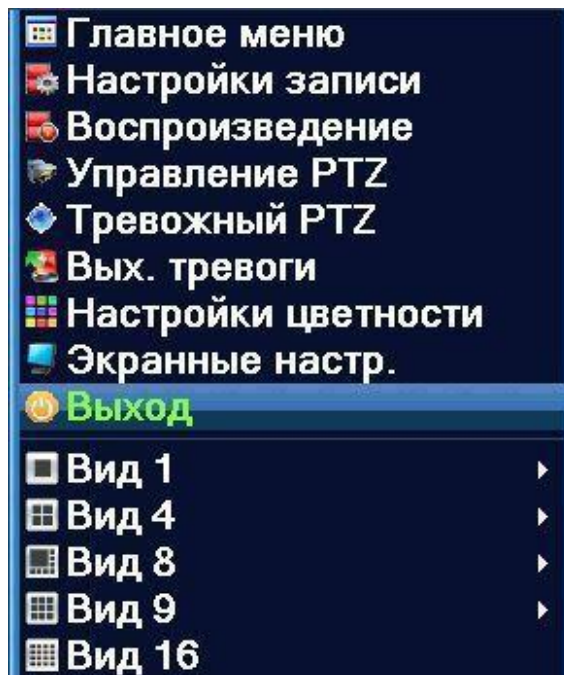 Главное меню
Настройки записи
Воспроизведение
Управление PTZ
Тревожный PTZ
Вых. тревоги
Настройки цветности
Экранные настр.
Выход
Вид 1
Вид 4
Вид 8
Вид 9
Вид 16